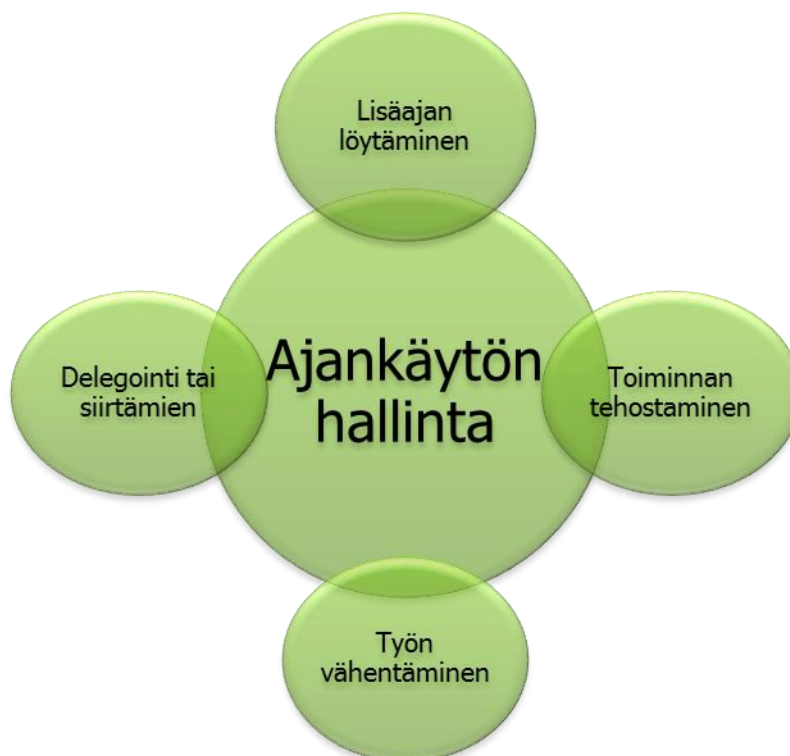 Lisäajan
löytäminen
Delegointi tai
siirtämien
Ajankäytön
hallinta
Toiminnan
tehostaminen
Työn
vähentäminen